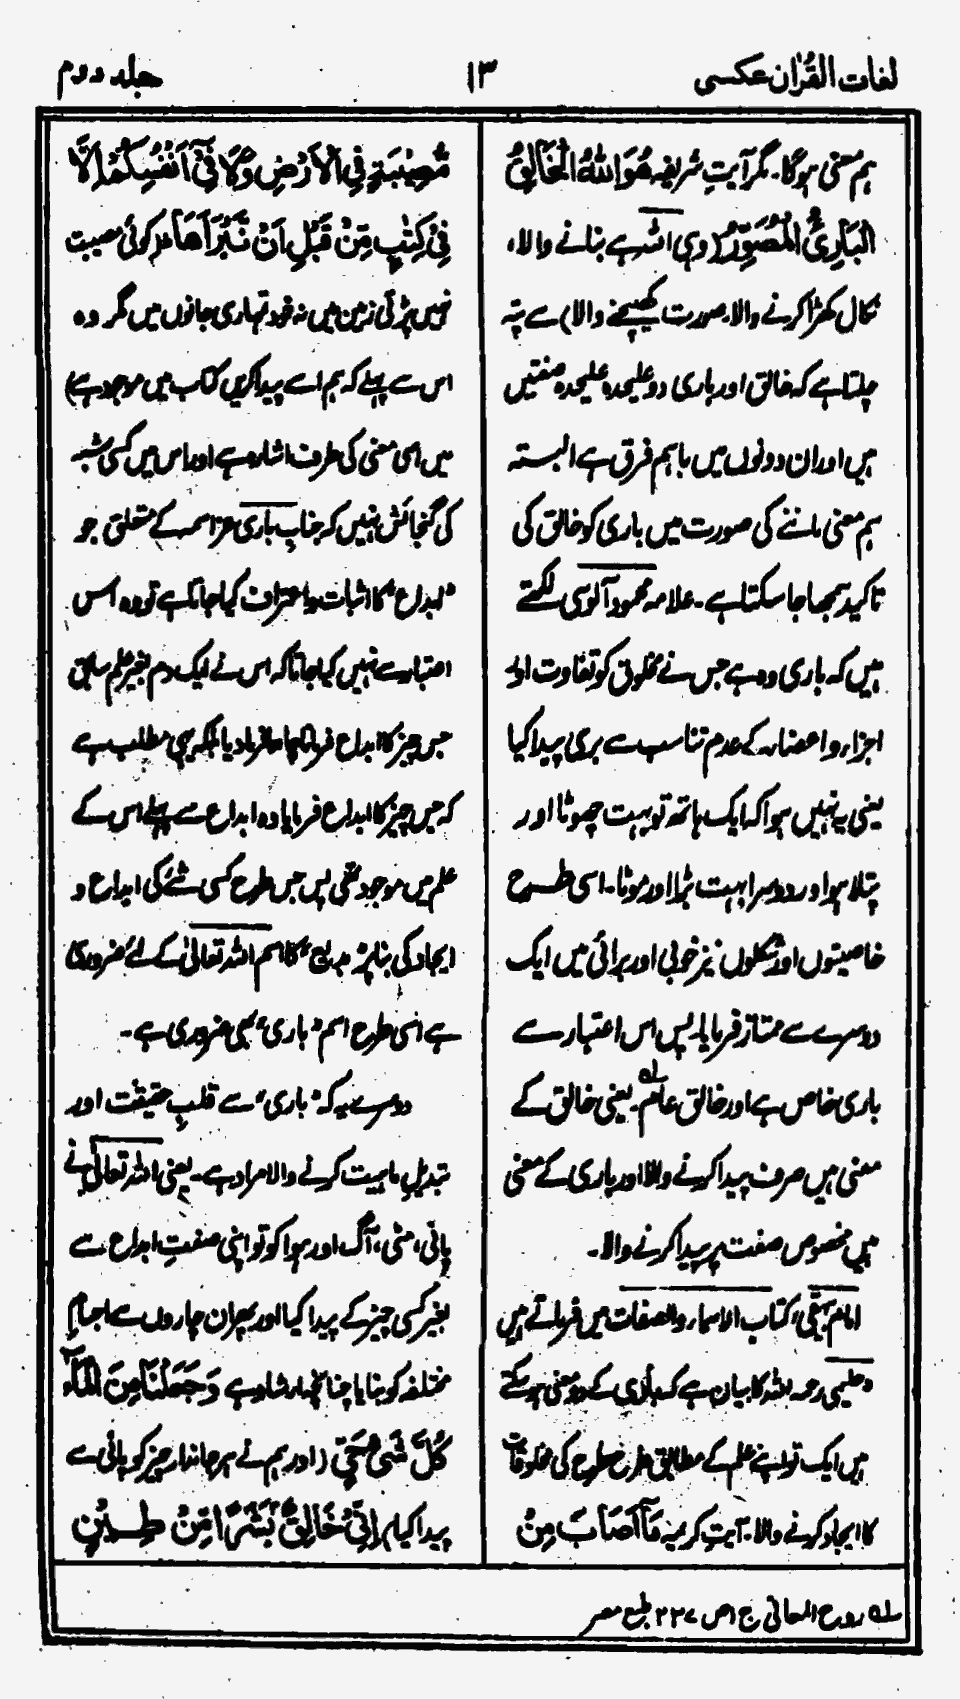 لغات القرآن عکسی
۱۳
جلد دوم
ہم معنی ہوگا۔ مگر آیتِ شریفہ هُوَ اللّٰهُ الْخَالِقُ
الْبَارِئُ الْمُصَوِّرُ (وہی اللہ ہے بنانے والا،
نکال کھڑا کرنے والا، صورت کھینچنے والا) سے پتہ
چلتا ہے کہ خالق اور باری دو علیحدہ علیحدہ صفتیں
ہیں اور ان دونوں میں باہم فرق ہے البتہ
ہم معنی ماننے کی صورت میں باری کو خالق کی
تاکید سمجھا جا سکتا ہے۔ علامہ محمود آلوسی لکھتے
ہیں کہ باری وہ ہے جس نے مخلوق کو تفاوت اور
اجزاء و اعضاء کے عدم تناسب سے بری پیدا کیا
یعنی یہ نہیں ہوا کہ ایک ہاتھ تو بہت چھوٹا اور
پتلا ہو اور دوسرا بہت بڑا اور موٹا۔ اسی طرح
خاصیتوں اور شکلوں نیز خوبی اور برائی میں ایک
دوسرے سے ممتاز فرمایا۔ پس اس اعتبار سے
باری خاص ہے اور خالق عام۔ یعنی خالق کے
معنی ہیں صرف پیدا کرنے والا اور باری کے معنی
ہیں مخصوص صفت پر پیدا کرنے والا۔
امام بیہقی، کتاب الاسماء والصفات میں فرماتے ہیں
حلیمی رحمہ اللہ کا بیان ہے کہ باری کے دو معنی ہو سکتے
ہیں ایک تو اپنے علم کے مطابق طرح طرح کی مخلوقات
کا ایجاد کرنے والا۔ آیتِ کریمہ مَآ اَصَابَ مِنْ
مُّصِيْبَةٍ فِي الْاَرْضِ وَلَا فِيْٓ اَنْفُسِكُمْ اِلَّا
فِيْ كِتٰبٍ مِّنْ قَبْلِ اَنْ نَّبْرَاَهَا (کوئی مصیبت
نہیں پڑتی زمین میں نہ خود تمہاری جانوں میں مگر وہ
اس سے پہلے کہ ہم اسے پیدا کریں کتاب میں موجود ہے)
میں اسی معنی کی طرف اشارہ ہے اور اس میں کسی شبہ
کی گنجائش نہیں کہ جنابِ باری عز اسمہ کے متعلق جو
"ابداع" کا اثبات و اعتراف کیا جاتا ہے تو وہ اس
اعتبار سے نہیں کیا جاتا کہ اس نے ایک دم بغیر علم سابق
جس چیز کا ابداع فرمانا چاہا فرما دیا بلکہ یہی مطلب ہے
کہ جس چیز کا ابداع فرمایا وہ ابداع سے پہلے اس کے
علم میں موجود تھی پس جس طرح کسی شے کی ابداع و
ایجاد کی بنا پر "بدیع" کا اسم اللہ تعالیٰ کے لئے ضروری
ہے اسی طرح اسم "باری" بھی ضروری ہے۔
دوسرے یہ کہ "باری" سے قلبِ حقیقت اور
تبدیلِ ماہیت کرنے والا مراد ہے۔ یعنی اللہ تعالیٰ نے
پانی، مٹی، آگ اور ہوا کو تو اپنی صفتِ ابداع سے
بغیر کسی چیز کے پیدا کیا اور پھر ان چاروں سے اجسامِ
مختلفہ کو بنایا چنانچہ ارشاد ہے وَجَعَلْنَا مِنَ الْمَآءِ
كُلَّ شَيْءٍ حَيٍّ (اور ہم نے ہر جاندار چیز کو پانی سے
پیدا کیا) اِنِّيْ خَالِقٌۢ بَشَرًا مِّنْ طِيْنٍ
لہ روح المعانی ج ۱ ص ۲۳۷ طبع مصر